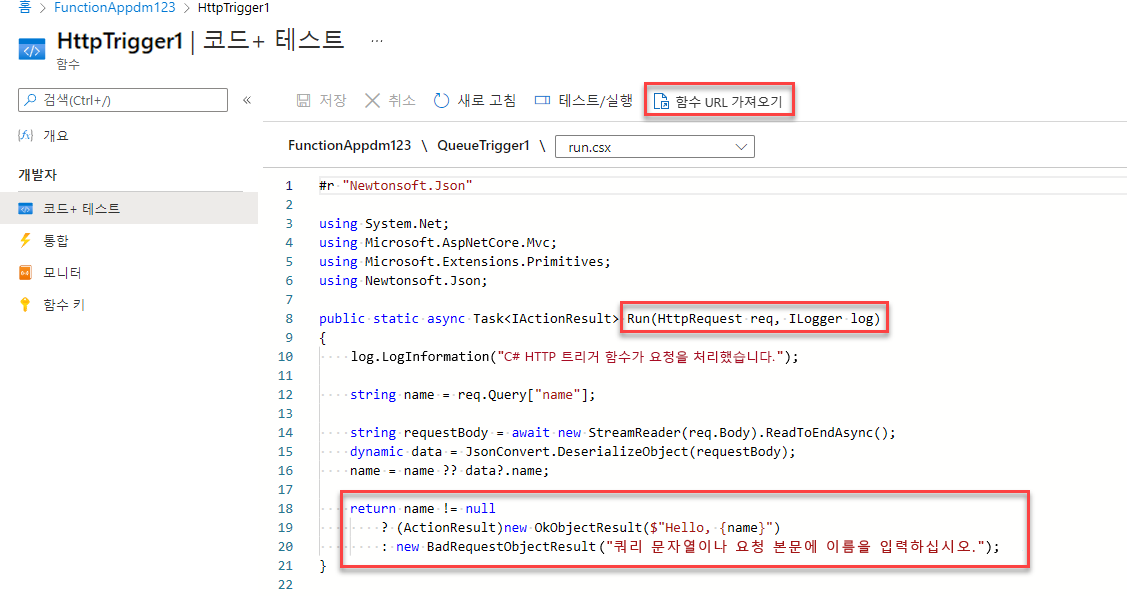 홈 > FunctionAppdm123 > HttpTrigger1
HttpTrigger1 | 코드+ 테스트 ...
함수
검색(Ctrl+/) «
저장 취소 새로 고침 테스트/실행 함수 URL 가져오기
개요
FunctionAppdm123 \ QueueTrigger1 \ run.csx
개발자
코드+ 테스트
통합
모니터
함수 키
1 #r "Newtonsoft.Json"
2
3 using System.Net;
4 using Microsoft.AspNetCore.Mvc;
5 using Microsoft.Extensions.Primitives;
6 using Newtonsoft.Json;
7
8 public static async Task<IActionResult> Run(HttpRequest req, ILogger log)
9 {
10 log.LogInformation("C# HTTP 트리거 함수가 요청을 처리했습니다.");
11
12 string name = req.Query["name"];
13
14 string requestBody = await new StreamReader(req.Body).ReadToEndAsync();
15 dynamic data = JsonConvert.DeserializeObject(requestBody);
16 name = name ?? data?.name;
17
18 return name != null
19 ? (ActionResult)new OkObjectResult($"Hello, {name}")
20 : new BadRequestObjectResult("쿼리 문자열이나 요청 본문에 이름을 입력하십시오.");
21 }
22